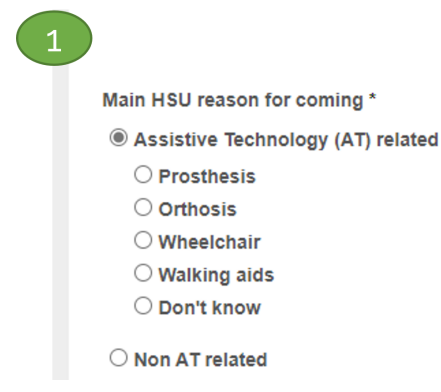 1
Main HSU reason for coming *
Assistive Technology (AT) related
Prosthesis
Orthosis
Wheelchair
Walking aids
Don't know
Non AT related